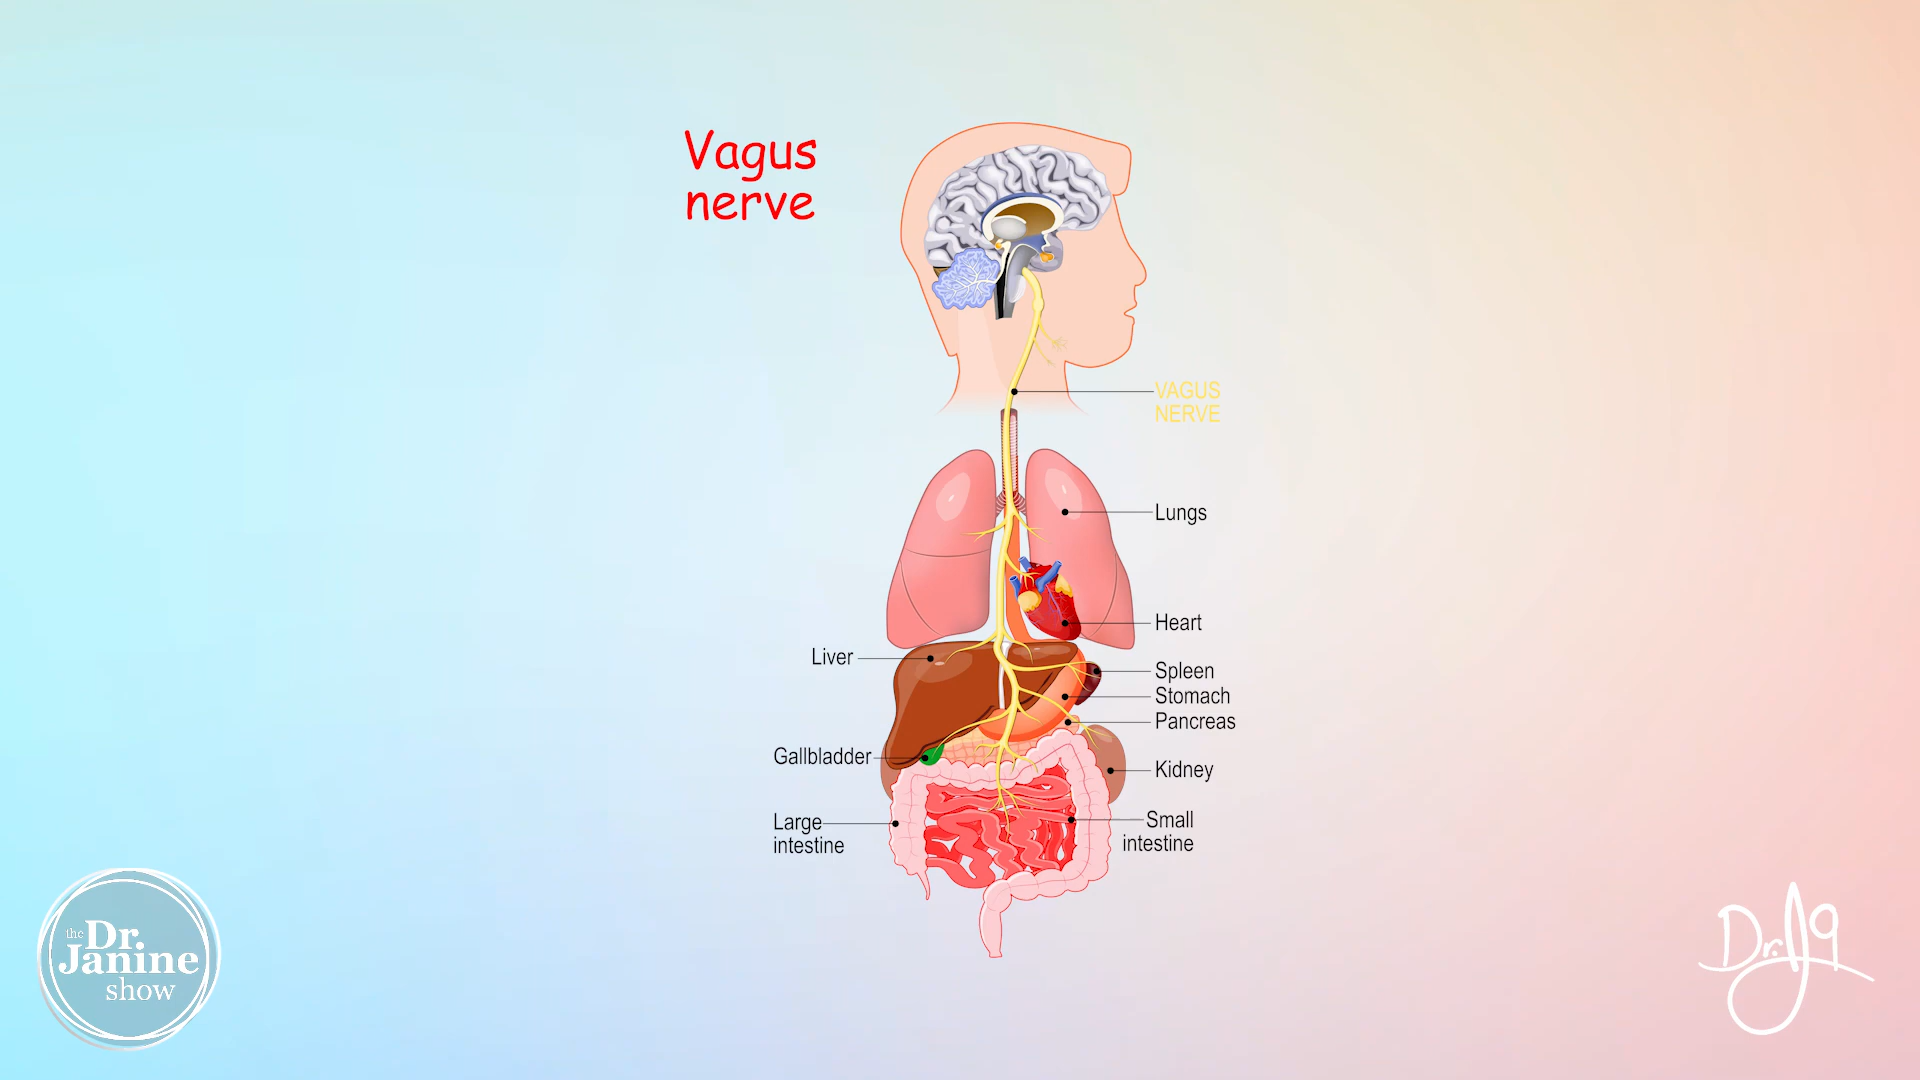 Vagus
nerve
VAGUS
NERVE
Lungs
Heart
Liver
Spleen
Stomach
Pancreas
Gallbladder
Kidney
Large
intestine
Small
intestine
the Dr.
Janine
show
Dr.